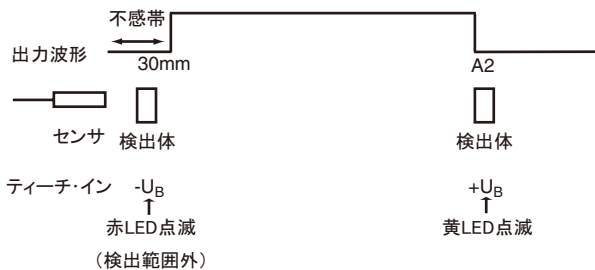 不感帯
出力波形
30mm
A2
センサ 検出体 検出体
ティーチ・イン -UB +UB
赤LED点滅 黄LED点滅
（検出範囲外）